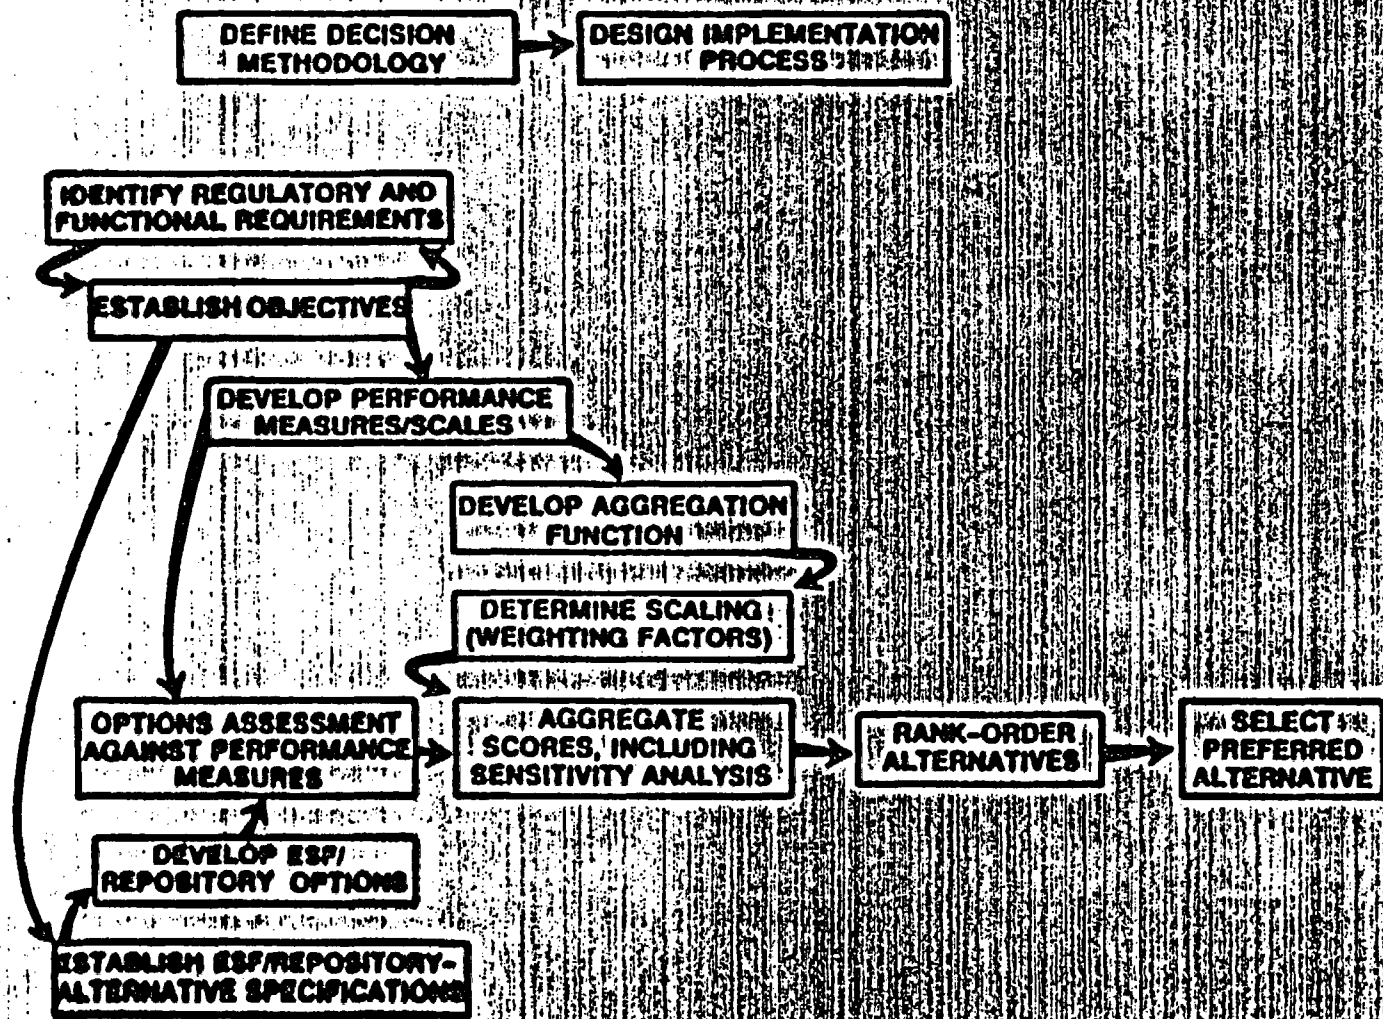 DEFINE DECISION
METHODOLOGY
DESIGN IMPLEMENTATION
PROCESS
IDENTIFY REGULATORY AND
FUNCTIONAL REQUIREMENTS
ESTABLISH OBJECTIVES
DEVELOP PERFORMANCE
MEASURES/SCALES
DEVELOP AGGREGATION
FUNCTION
DETERMINE SCALING
(WEIGHTING FACTORS)
OPTIONS ASSESSMENT
AGAINST PERFORMANCE
MEASURES
AGGREGATE
SCORES, INCLUDING
SENSITIVITY ANALYSIS
RANK-ORDER
ALTERNATIVES
SELECT
PREFERRED
ALTERNATIVE
DEVELOP ESF/
REPOSITORY OPTIONS
ESTABLISH ESF/REPOSITORY-
ALTERNATIVE SPECIFICATIONS